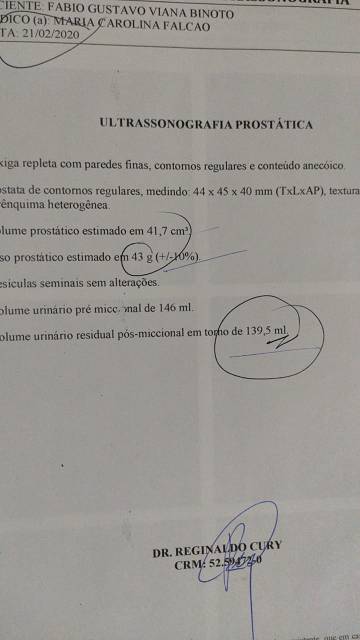 CIENTE: FABIO GUSTAVO VIANA BINOTO
DICO (a): MARIA CAROLINA FALCAO
TA: 21/02/2020
ULTRASSONOGRAFIA PROSTÁTICA
xiga repleta com paredes finas, contornos regulares e conteúdo anecóico.
ostata de contornos regulares, medindo: 44 x 45 x 40 mm (TxLxAP), textura
rênquima heterogênea.
olume prostático estimado em 41,7 cm³
so prostático estimado em 43 g (+/-10%).
esículas seminais sem alterações.
olume urinário pré micc onal de 146 ml.
olume urinário residual pós-miccional em torno de 139,5 ml.
DR. REGINALDO CURY
CRM: 52.